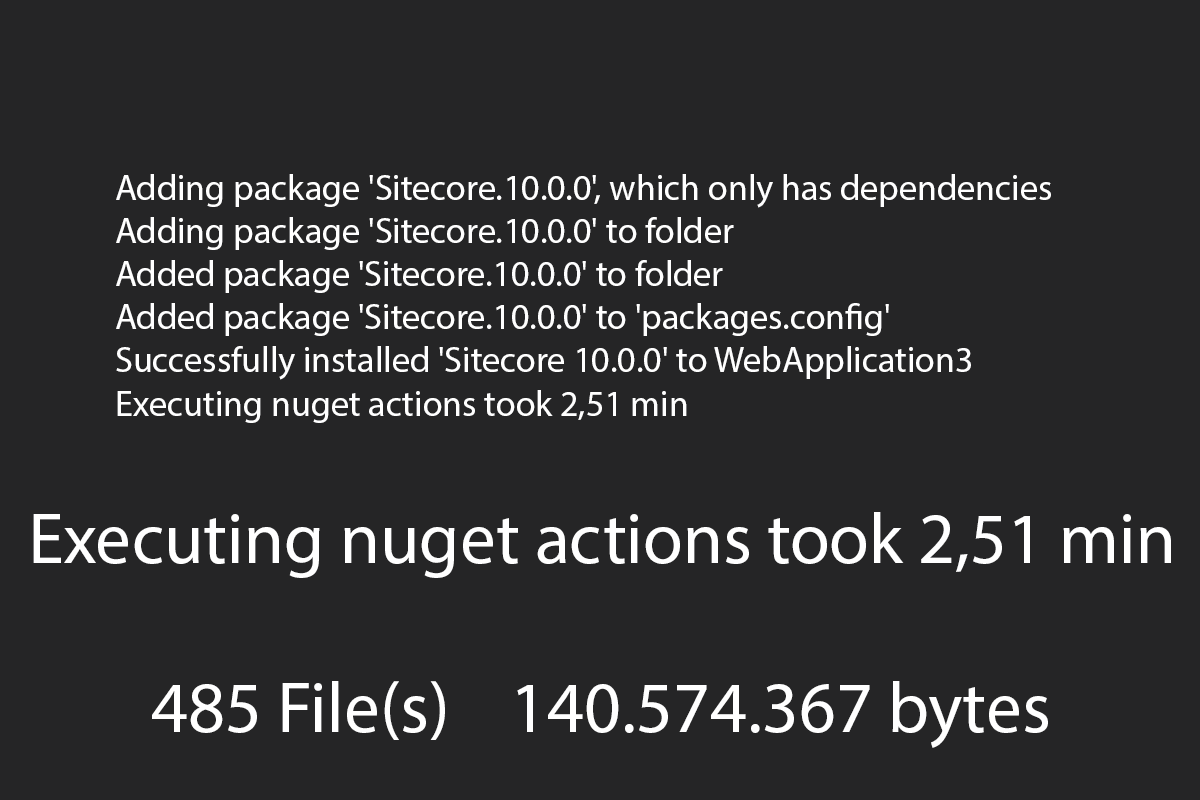 Adding package 'Sitecore.10.0.0', which only has dependencies
Adding package 'Sitecore.10.0.0' to folder
Added package 'Sitecore.10.0.0' to folder
Added package 'Sitecore.10.0.0' to 'packages.config'
Successfully installed 'Sitecore 10.0.0' to WebApplication3
Executing nuget actions took 2,51 min
Executing nuget actions took 2,51 min
485 File(s) 140.574.367 bytes